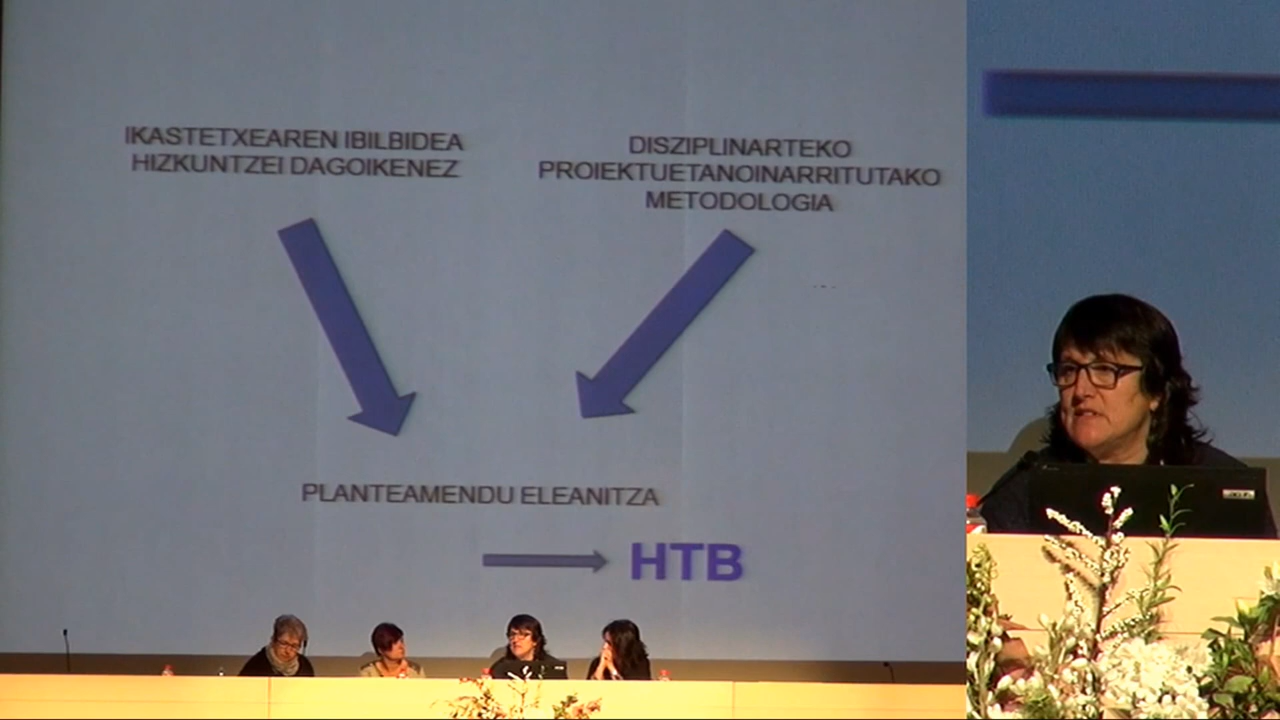 IKASTETXEAREN IBILBIDEA
HIZKUNTZEI DAGOIKENEZ
DISZIPLINARTEKO
PROIEKTUETANOINARRITUTAKO
METODOLOGIA
PLANTEAMENDU ELEANITZA
HTB